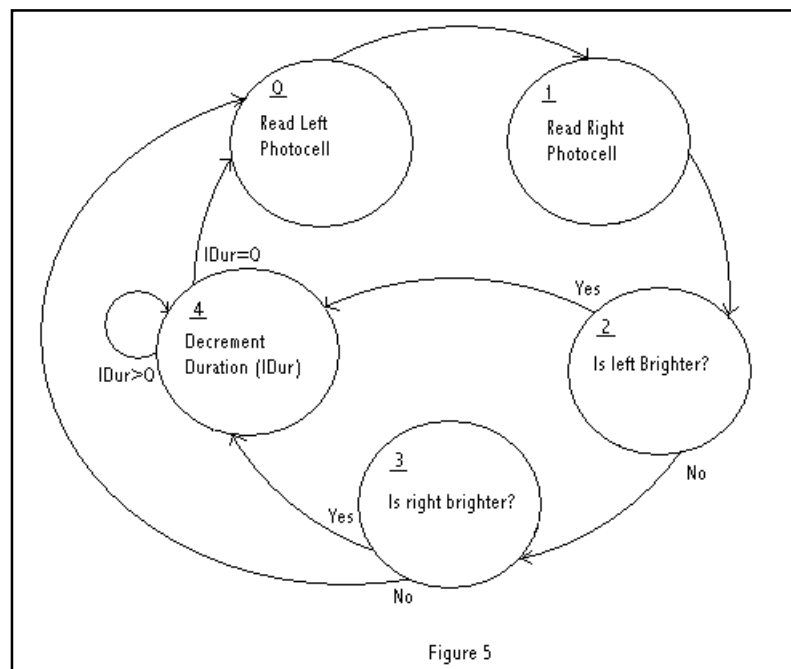 0
Read Left
Photocell
1
Read Right
Photocell
IDur=0
Yes
4
Decrement
Duration (IDur)
2
Is left Brighter?
IDur>0
3
Is right brighter?
No
Yes
No
Figure 5